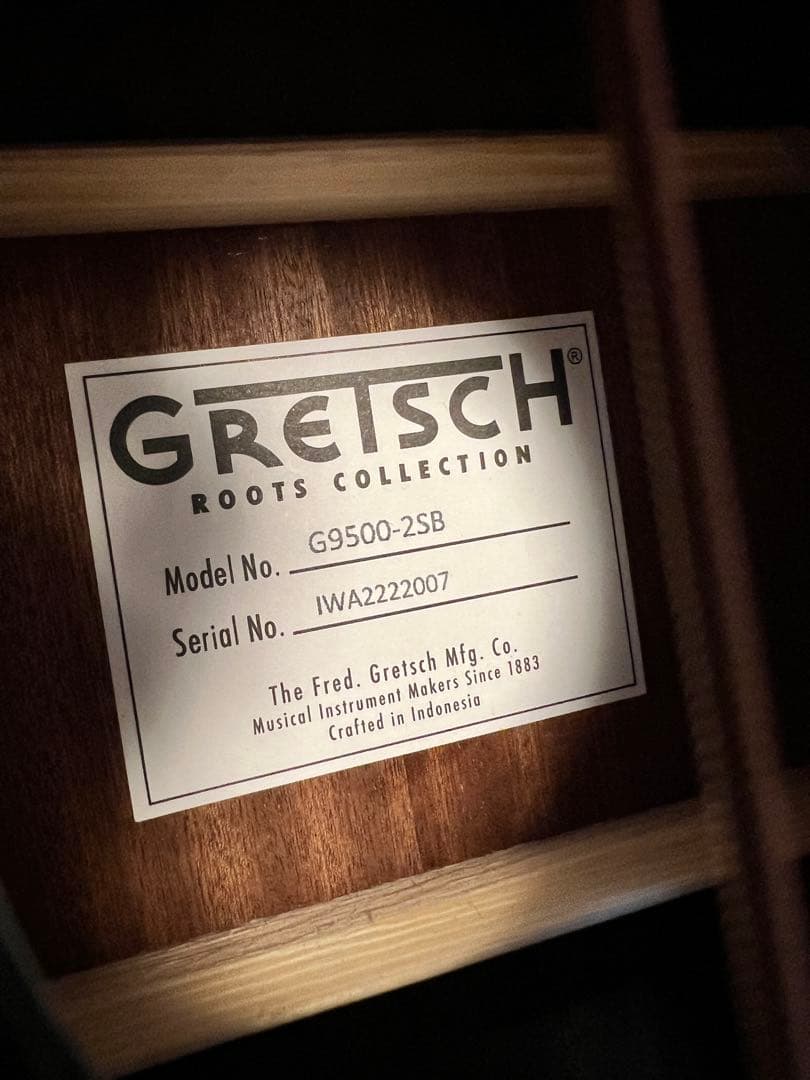 GRETSCH®
ROOTS COLLECTION
Model No. G9500-2SB
Serial No. IWA2222007
The Fred. Gretsch Mfg. Co.
Musical Instrument Makers Since 1883
Crafted in Indonesia